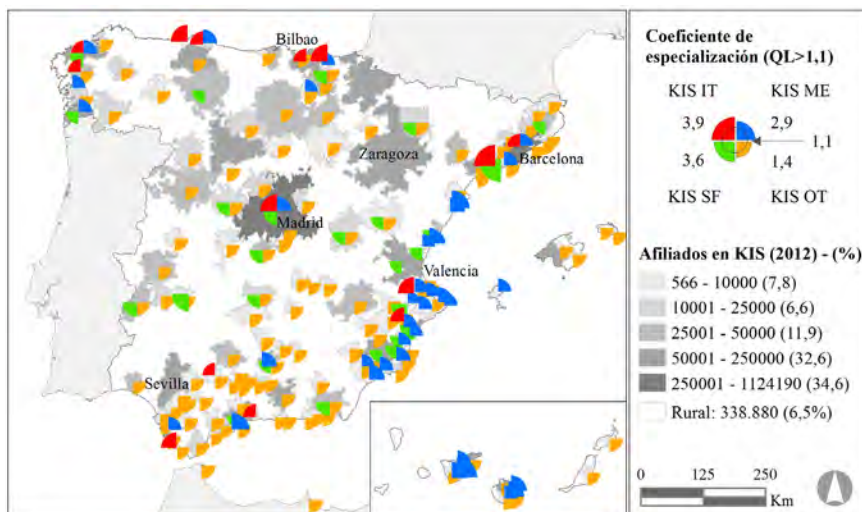 Bilbao
Zaragoza
Barcelona
Madrid
Valencia
Sevilla
Coeficiente de
especialización (QL>1,1)
KIS IT KIS ME
3,9 2,9
1,1
3,6 1,4
KIS SF KIS OT
Afiliados en KIS (2012) - (%)
566 - 10000 (7,8)
10001 - 25000 (6,6)
25001 - 50000 (11,9)
50001 - 250000 (32,6)
250001 - 1124190 (34,6)
Rural: 338.880 (6,5%)
0 125 250
Km